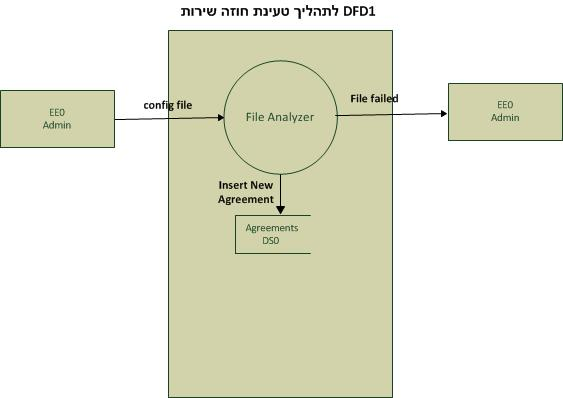 DFD1 לתהליך טעינת חוזה שירות
config file
File failed
EE0
Admin
File Analyzer
EE0
Admin
Insert New
Agreement
Agreements
DS0